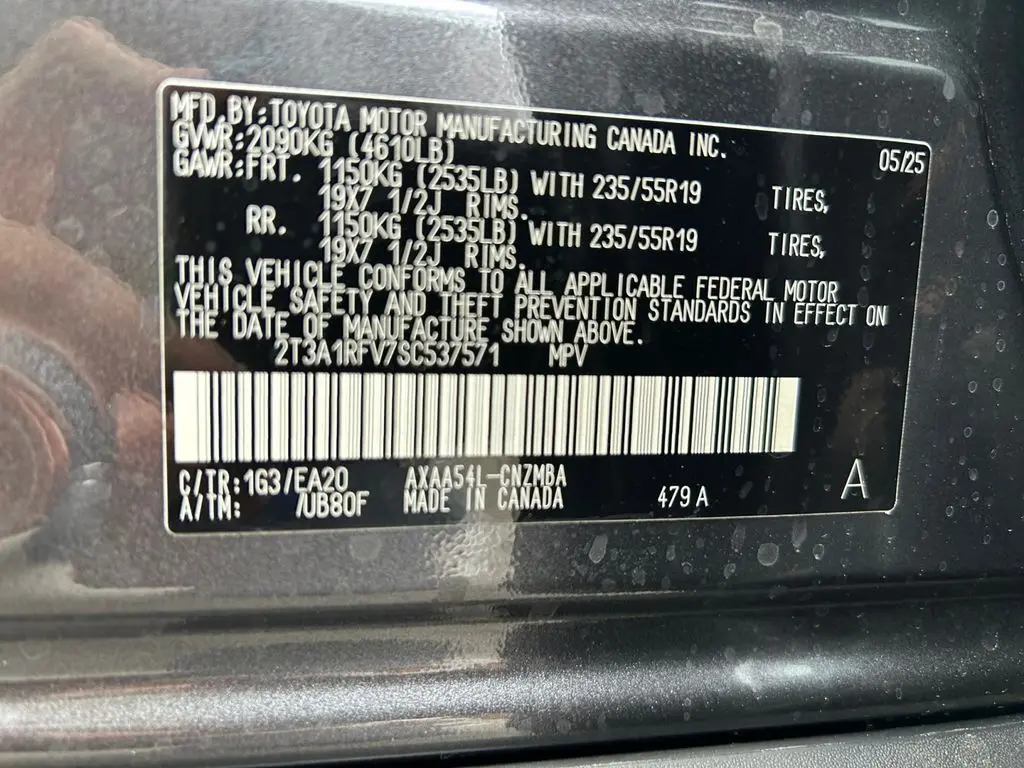 MFD.BY:TOYOTA MOTOR MANUFACTURING CANADA INC.
GVWR:2090KG (4610LB) 05/25
GAWR:FRT. 1150KG (2535LB) WITH 235/55R19 TIRES,
19X7 1/2J RIMS.
RR. 1150KG (2535LB) WITH 235/55R19 TIRES,
19X7 1/2J RIMS.
THIS VEHICLE CONFORMS TO ALL APPLICABLE FEDERAL MOTOR
VEHICLE SAFETY AND THEFT PREVENTION STANDARDS IN EFFECT ON
THE DATE OF MANUFACTURE SHOWN ABOVE.
2T3A1RFV7SC537571 MPV
C/TR:1G3/EA20 AXAA54L-CNZMBA
A/TM: /UB80F MADE IN CANADA 479 A A